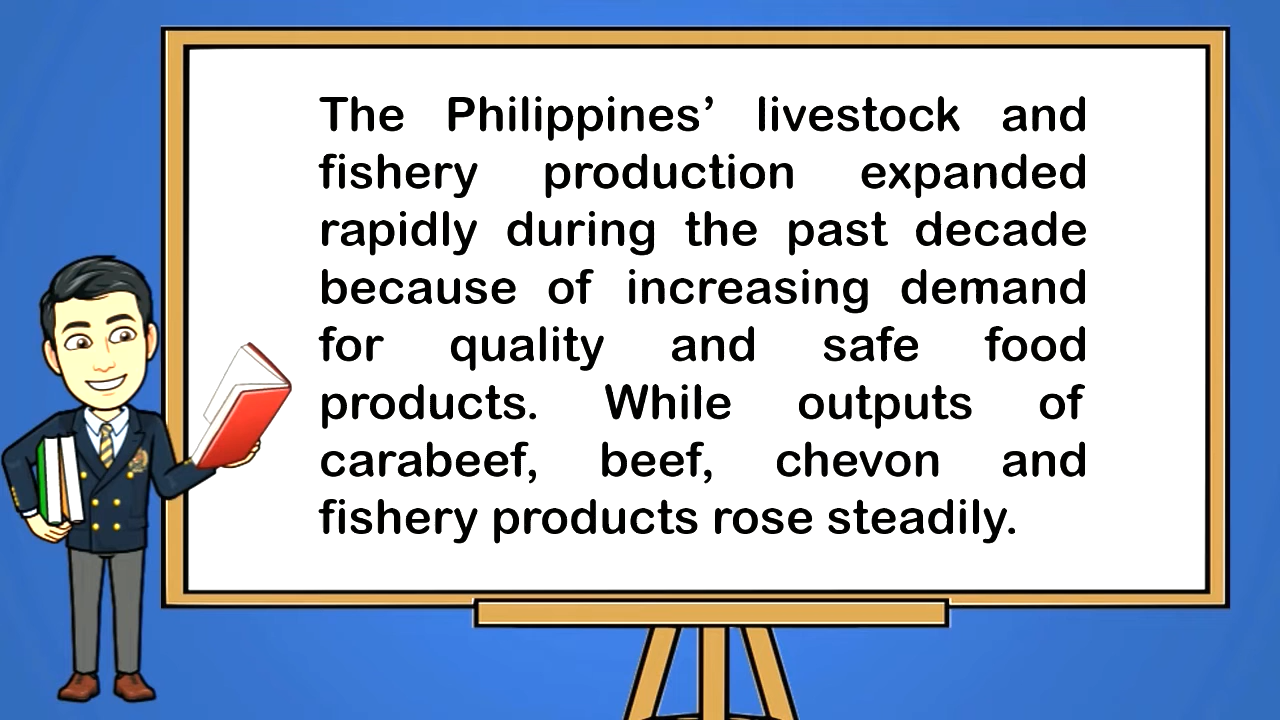 The Philippines’ livestock and
fishery production expanded
rapidly during the past decade
because of increasing demand
for quality and safe food
products. While outputs of
carabeef, beef, chevon and
fishery products rose steadily.